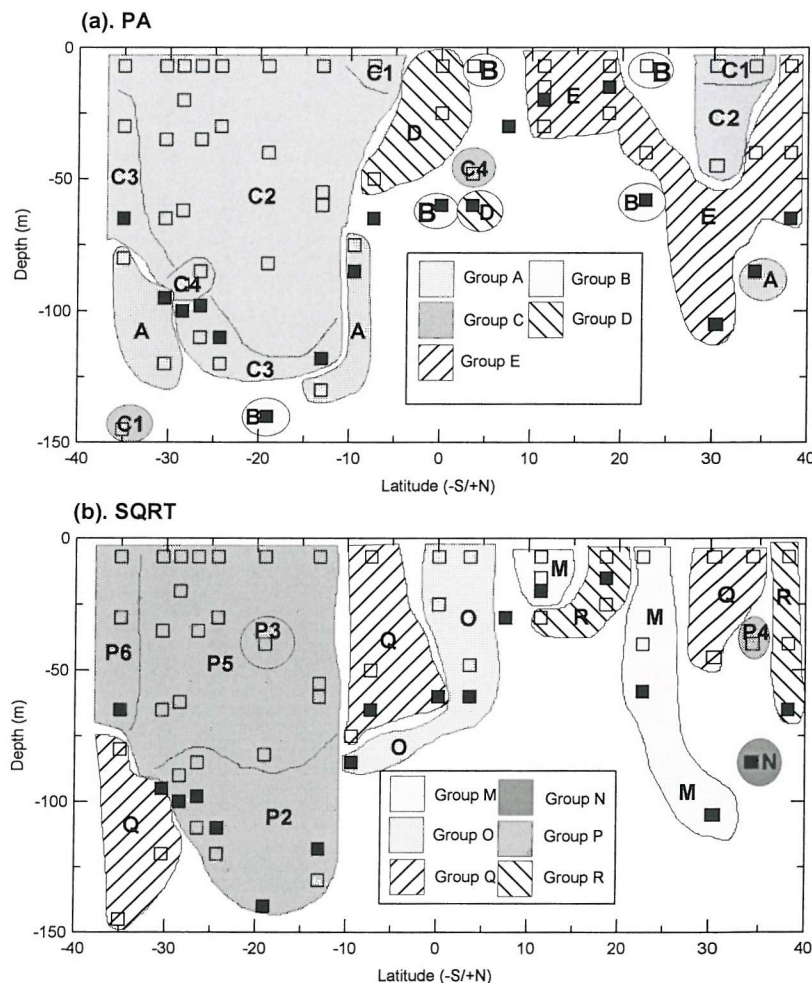 (a). PA
0
-50
-100
-150
Depth (m)
C1
B
B
C1
E
D
C2
C3
C2
C4
B
D
B
E
C4
A
A
A
C3
C1
B
Group A Group B
Group C Group D
Group E
-40 -30 -20 -10 0 10 20 30 40
Latitude (-S/+N)
(b). SQRT
0
-50
-100
-150
Depth (m)
M
P3
O
R
M
Q
R
P6
P5
Q
P4
O
N
P2
M
Q
Group M Group N
Group O Group P
Group Q Group R
-40 -30 -20 -10 0 10 20 30 40
Latitude (-S/+N)